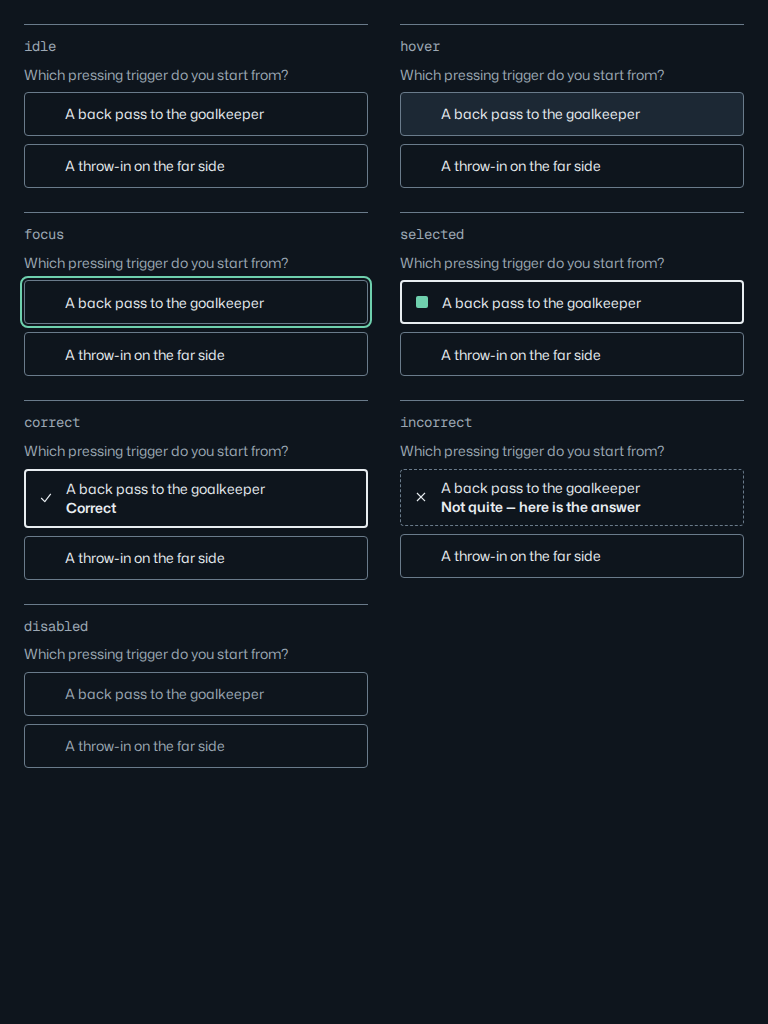 idle
Which pressing trigger do you start from?
A back pass to the goalkeeper
A throw-in on the far side
hover
Which pressing trigger do you start from?
A back pass to the goalkeeper
A throw-in on the far side
focus
Which pressing trigger do you start from?
A back pass to the goalkeeper
A throw-in on the far side
selected
Which pressing trigger do you start from?
A back pass to the goalkeeper
A throw-in on the far side
correct
Which pressing trigger do you start from?
A back pass to the goalkeeper
Correct
A throw-in on the far side
incorrect
Which pressing trigger do you start from?
A back pass to the goalkeeper
Not quite – here is the answer
A throw-in on the far side
disabled
Which pressing trigger do you start from?
A back pass to the goalkeeper
A throw-in on the far side